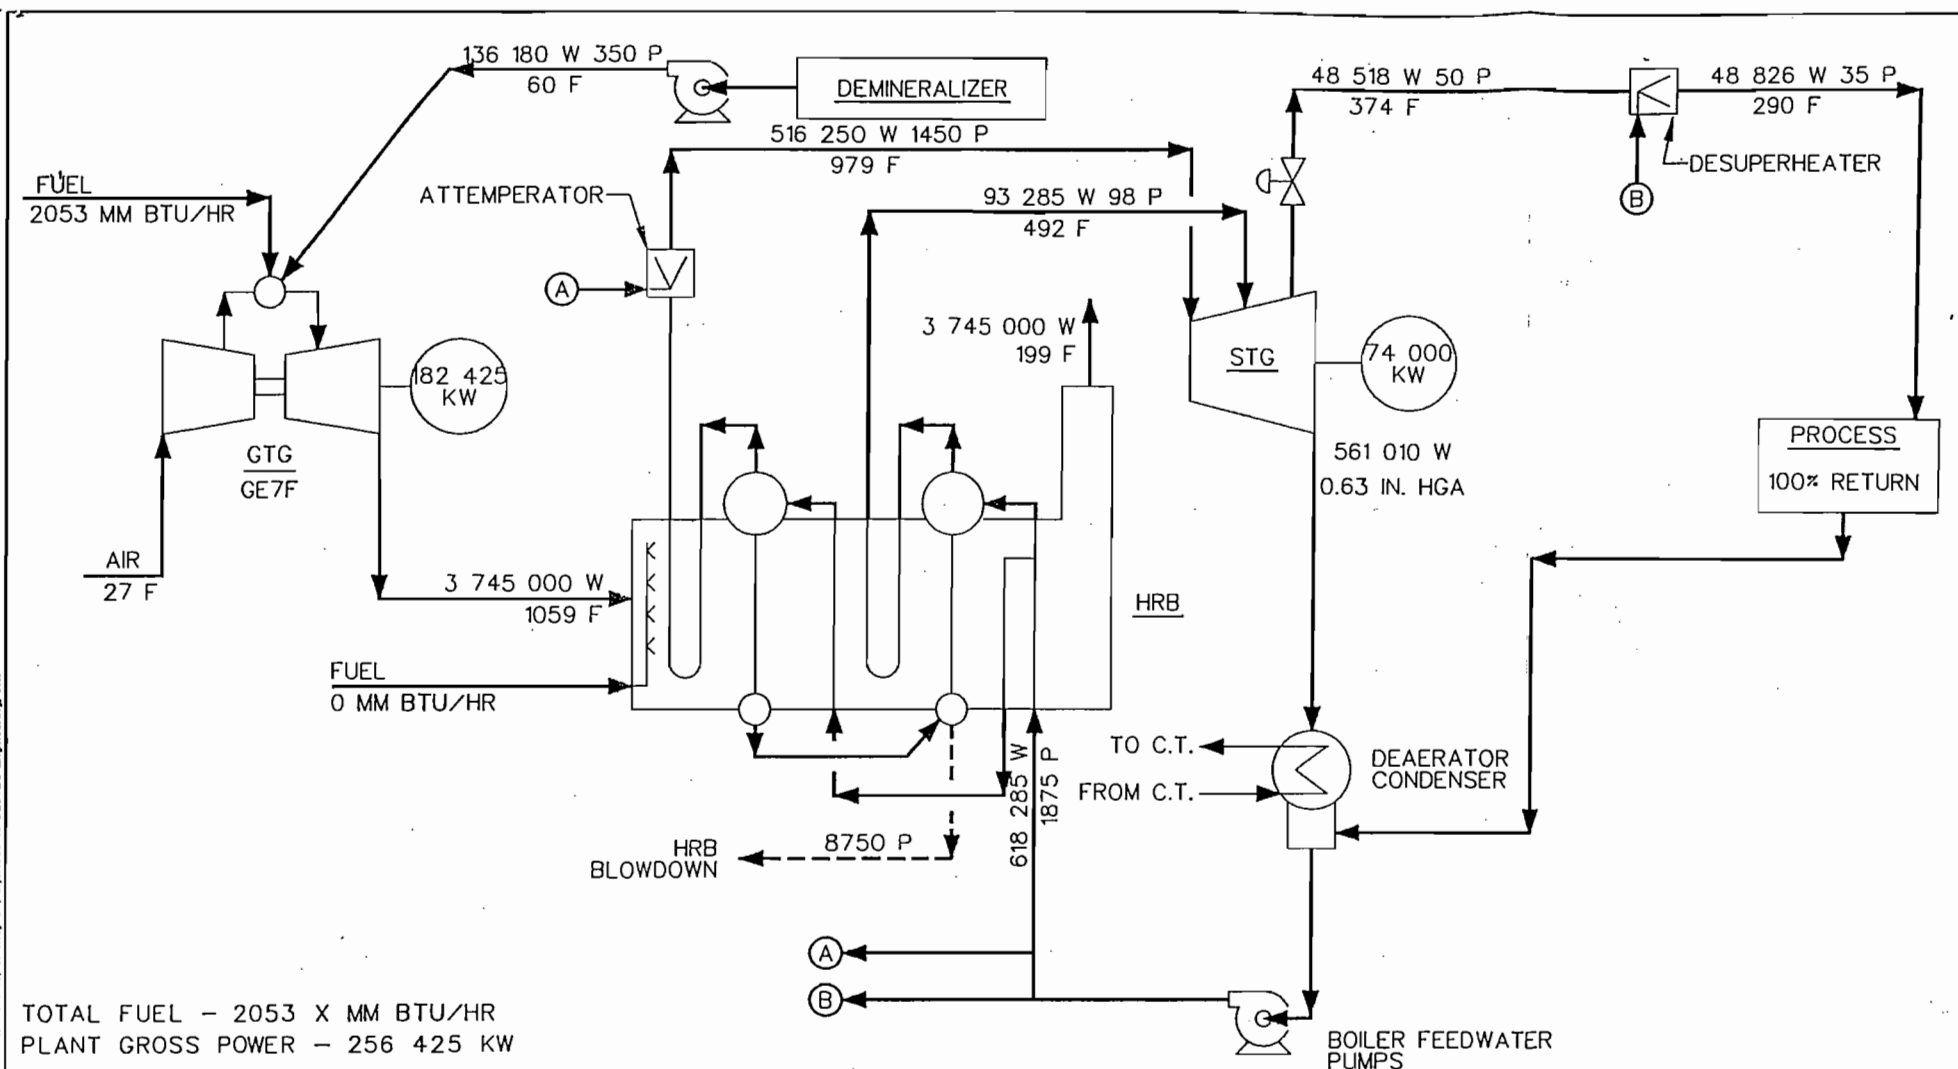 136 180 W 350 P
60 F
DEMINERALIZER
48 518 W 50 P
374 F
48 826 W 35 P
290 F
DESUPERHEATER
B
516 250 W 1450 P
979 F
FUEL
2053 MM BTU/HR
ATTEMPERATOR
93 285 W 98 P
492 F
A
3 745 000 W
199 F
STG
74 000
KW
182 425
KW
GTG
GE7F
561 010 W
0.63 IN. HGA
PROCESS
100% RETURN
AIR
27 F
3 745 000 W
1059 F
HRB
FUEL
0 MM BTU/HR
618 285 W
1875 P
TO C.T.
FROM C.T.
DEAERATOR
CONDENSER
HRB
BLOWDOWN
8750 P
A
B
TOTAL FUEL - 2053 X MM BTU/HR
PLANT GROSS POWER - 256 425 KW
BOILER FEEDWATER
PUMPS